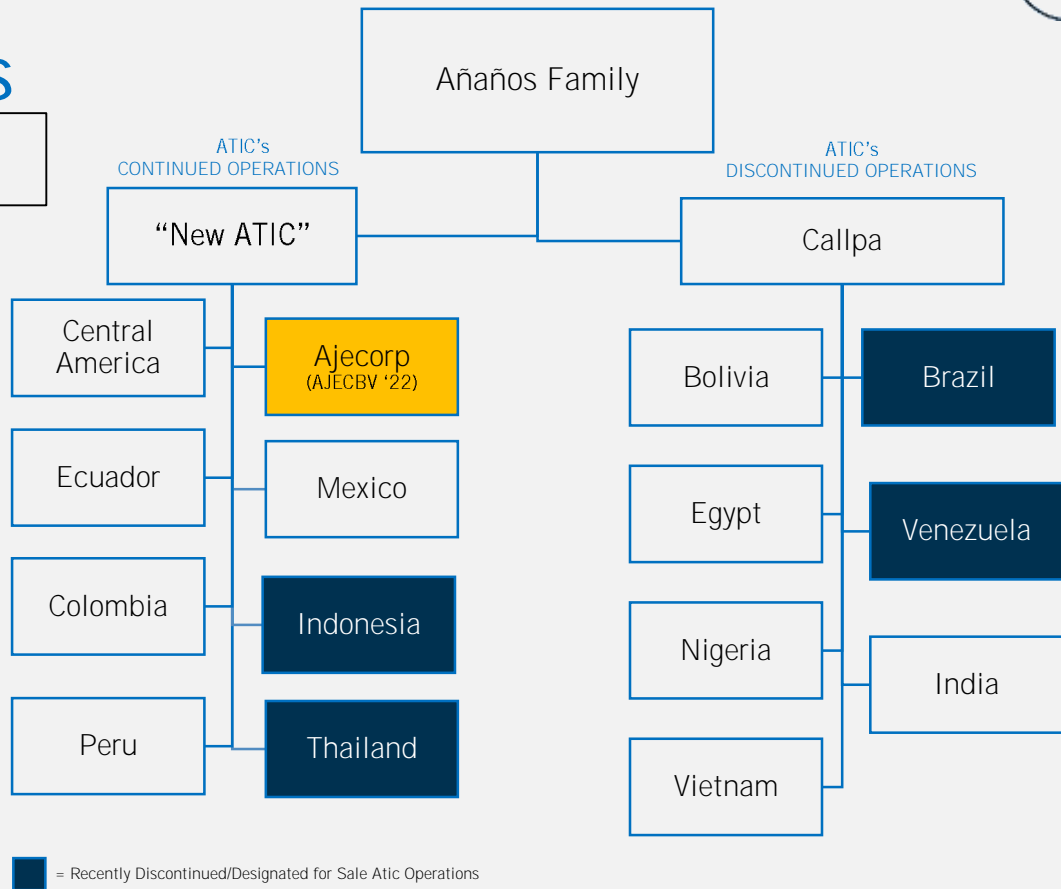 S
Añaños Family
ATIC's
CONTINUED OPERATIONS
ATIC's
DISCONTINUED OPERATIONS
“New ATIC”
Callpa
Central
America
Ajecorp
(AJECBV ‘22)
Ecuador
Mexico
Colombia
Indonesia
Peru
Thailand
Bolivia
Brazil
Egypt
Venezuela
Nigeria
India
Vietnam
= Recently Discontinued/Designated for Sale Atic Operations